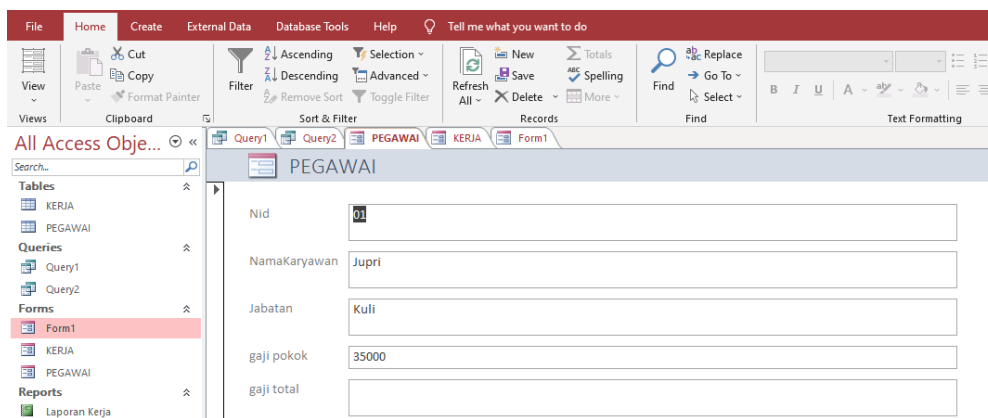 File Home Create External Data Database Tools Help Tell me what you want to do
View
Paste
Cut
Copy
Format Painter
Filter
Ascending
Descending
Remove Sort
Selection
Advanced
Toggle Filter
Refresh
All
New
Save
Delete
Totals
Spelling
More
Find
Replace
Go To
Select
B I U A
Views Clipboard Sort & Filter Records Find Text Formatting
All Access Obje...
Search...
Tables
KERJA
PEGAWAI
Queries
Query1
Query2
Forms
Form1
KERJA
PEGAWAI
Reports
Laporan Kerja
Query1 Query2 PEGAWAI KERJA Form1
PEGAWAI
Nid 01
NamaKaryawan Jupri
Jabatan Kuli
gaji pokok 35000
gaji total